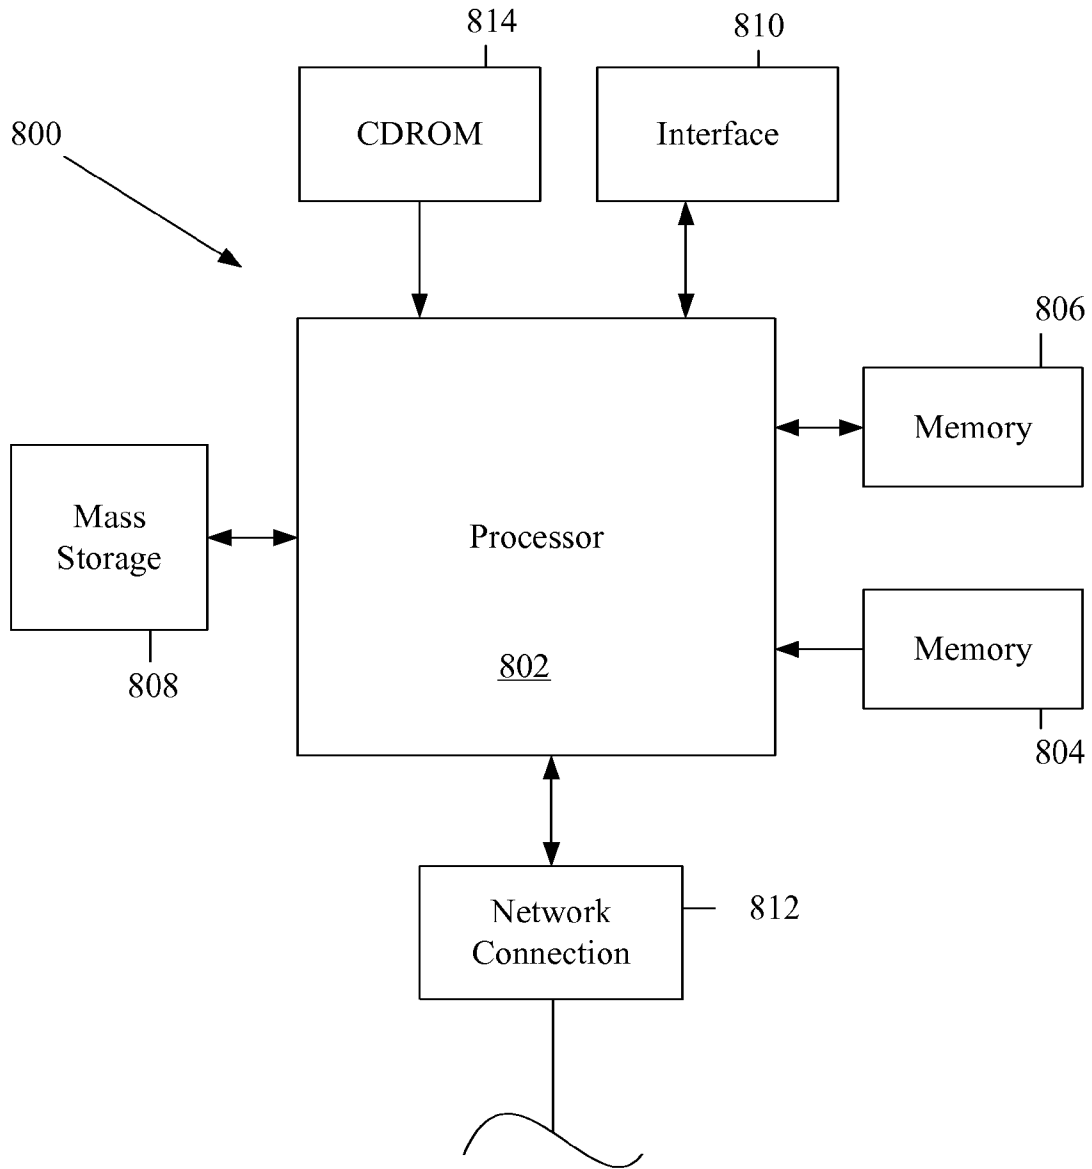 814
810
CDROM
Interface
800
806
Memory
Mass
Storage
Processor
808
802
Memory
804
Network
Connection
812